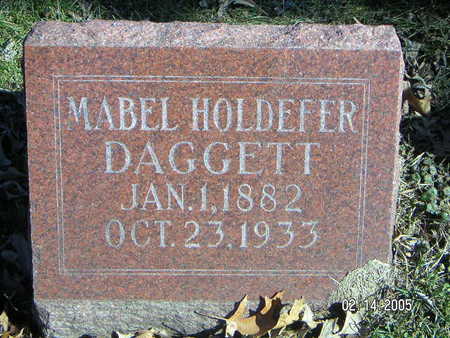 MABEL HOLDEFER
DAGGETT
JAN. 1, 1882
OCT. 23, 1933
02-14-2005